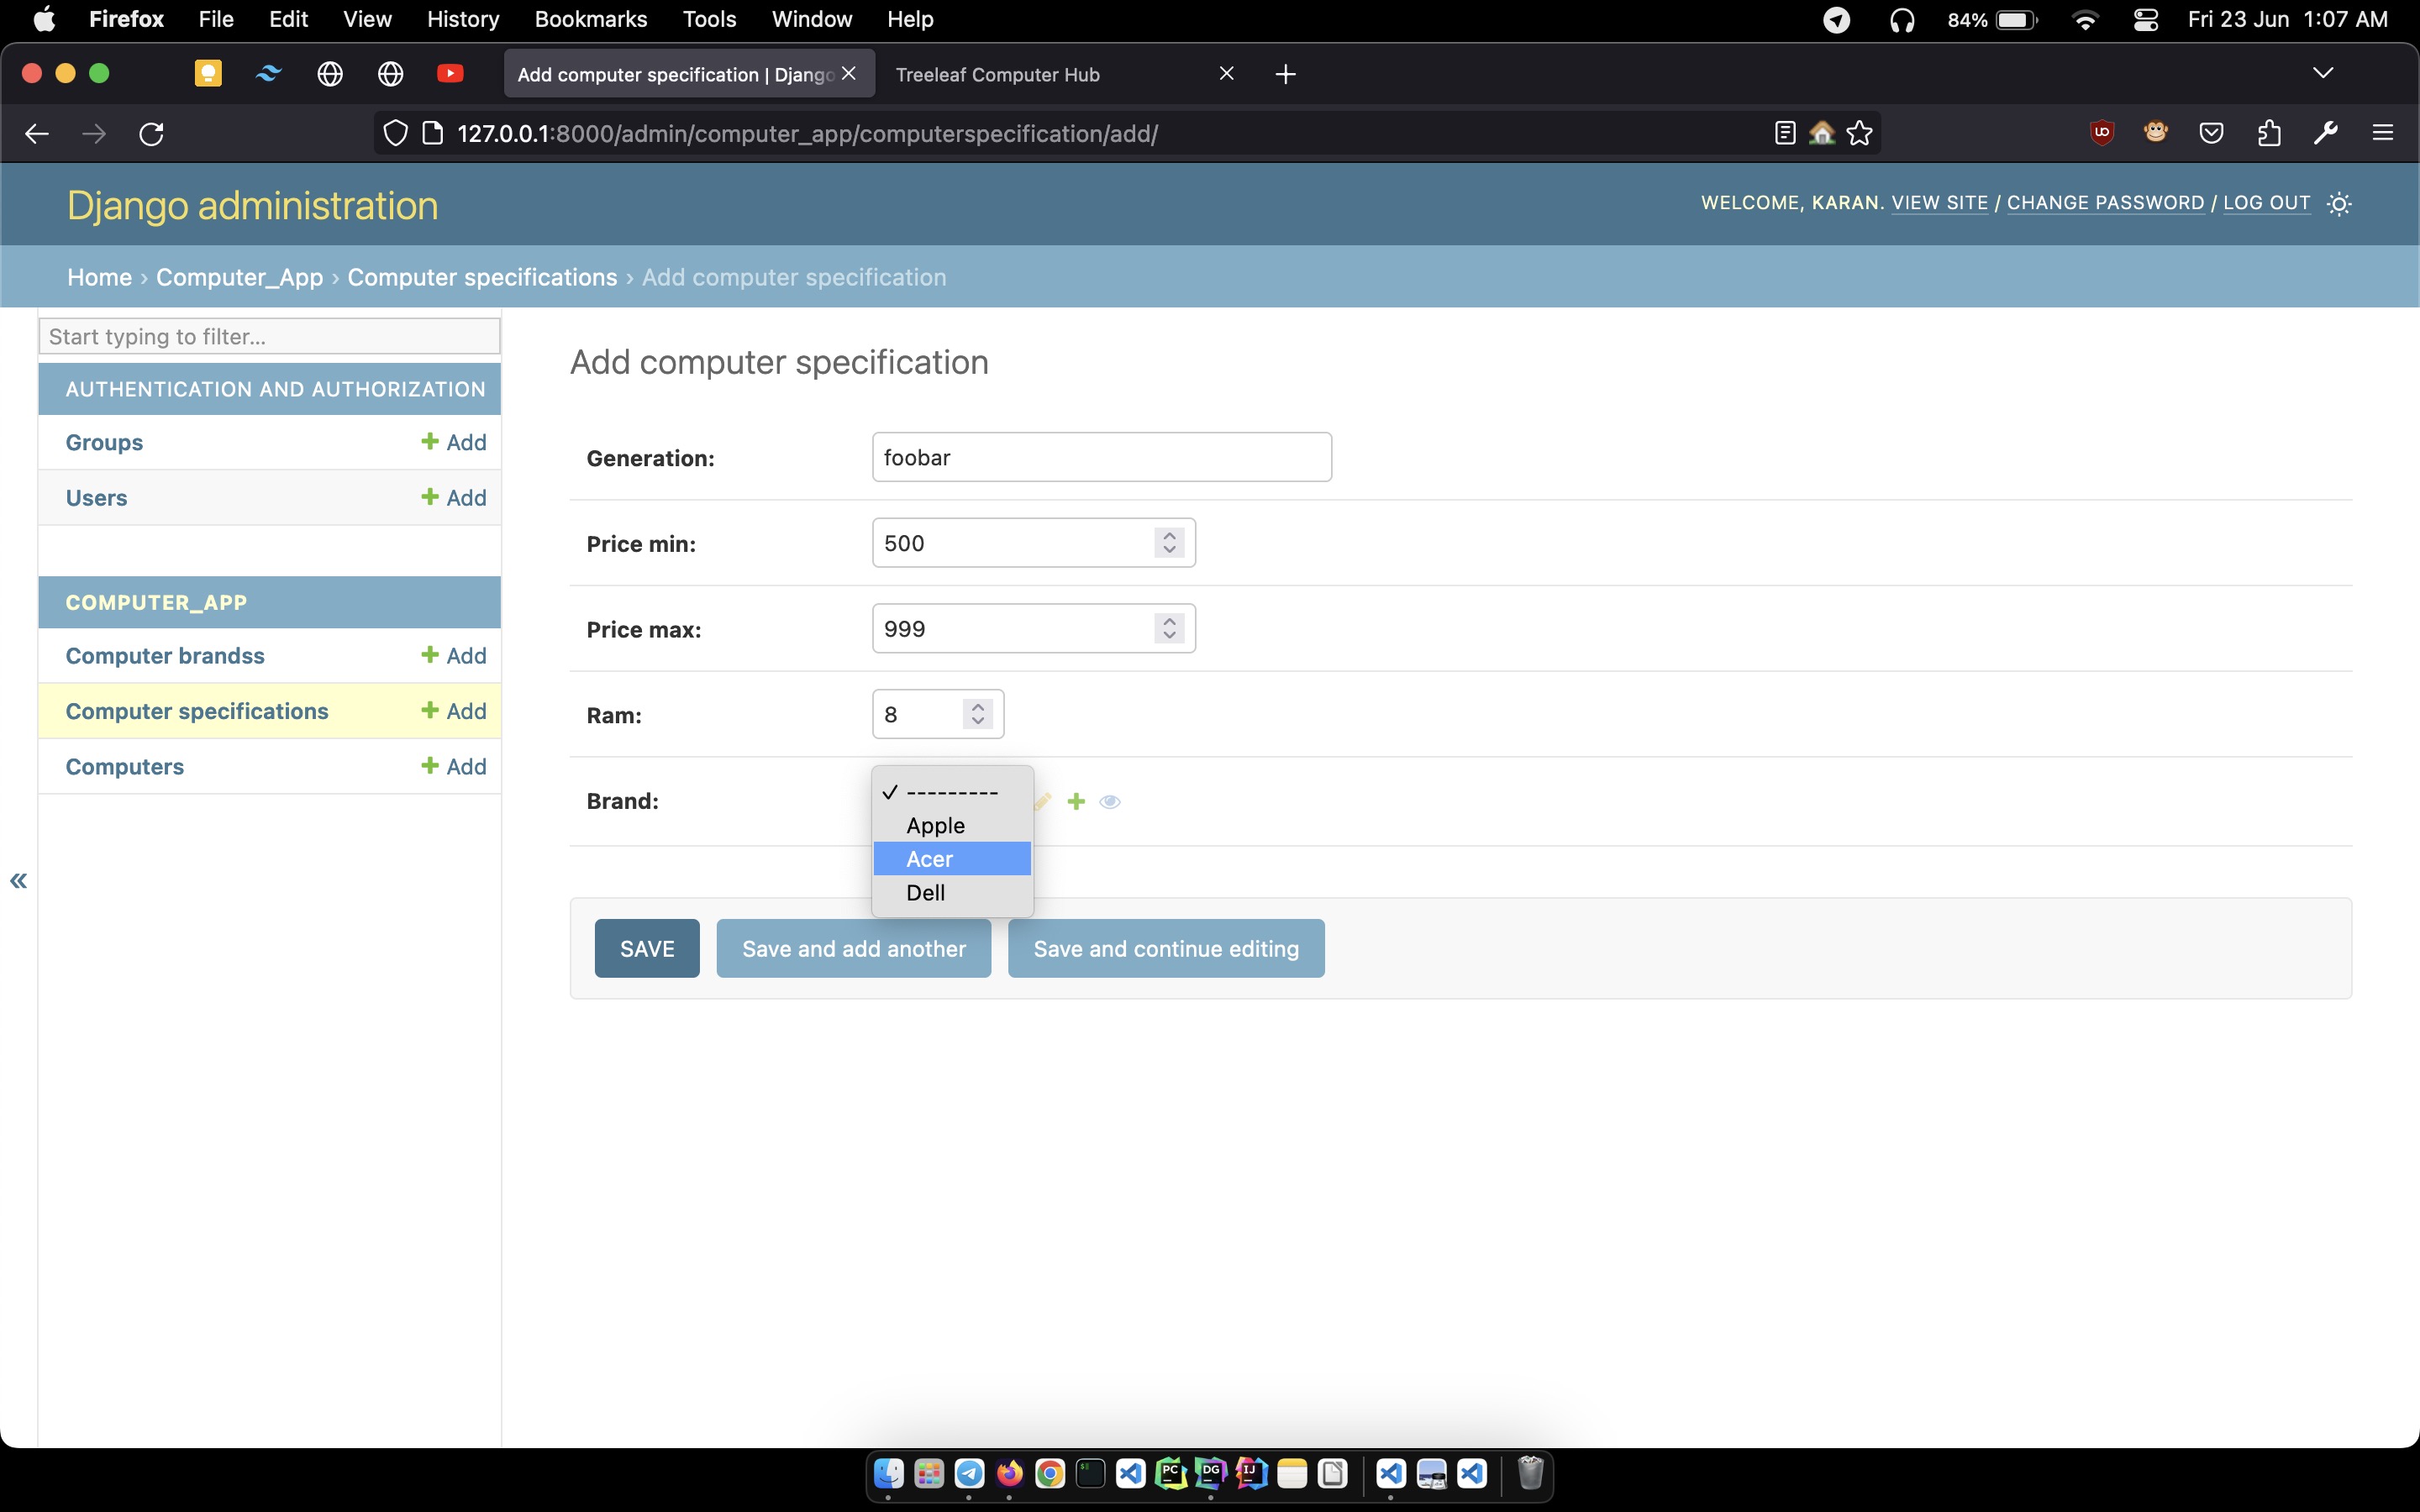 Firefox File Edit View History Bookmarks Tools Window Help 84% Fri 23 Jun 1:07 AM
Add computer specification | Django Treeleaf Computer Hub
127.0.0.1:8000/admin/computer_app/computerspecification/add/
Django administration
WELCOME, KARAN. VIEW SITE / CHANGE PASSWORD / LOG OUT
Home › Computer_App › Computer specifications › Add computer specification
Start typing to filter...
AUTHENTICATION AND AUTHORIZATION
Groups + Add
Users + Add
COMPUTER_APP
Computer brandss + Add
Computer specifications + Add
Computers + Add
«
Add computer specification
Generation: foobar
Price min: 500
Price max: 999
Ram: 8
Brand:
✓ ---------
Apple
Acer
Dell
SAVE Save and add another Save and continue editing
PC DG IJ